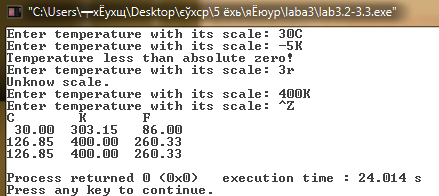 "C:\Users\┬хЁухщ\Desktop\єўхср\5 ёхь\яЁюур\laba3\lab3.2-3.3.exe"
Enter temperature with its scale: 30C
Enter temperature with its scale: -5K
Temperature less than absolute zero!
Enter temperature with its scale: 3r
Unknow scale.
Enter temperature with its scale: 400K
Enter temperature with its scale: ^Z
C K F
30.00 303.15 86.00
126.85 400.00 260.33
126.85 400.00 260.33
Process returned 0 (0x0) execution time : 24.014 s
Press any key to continue.